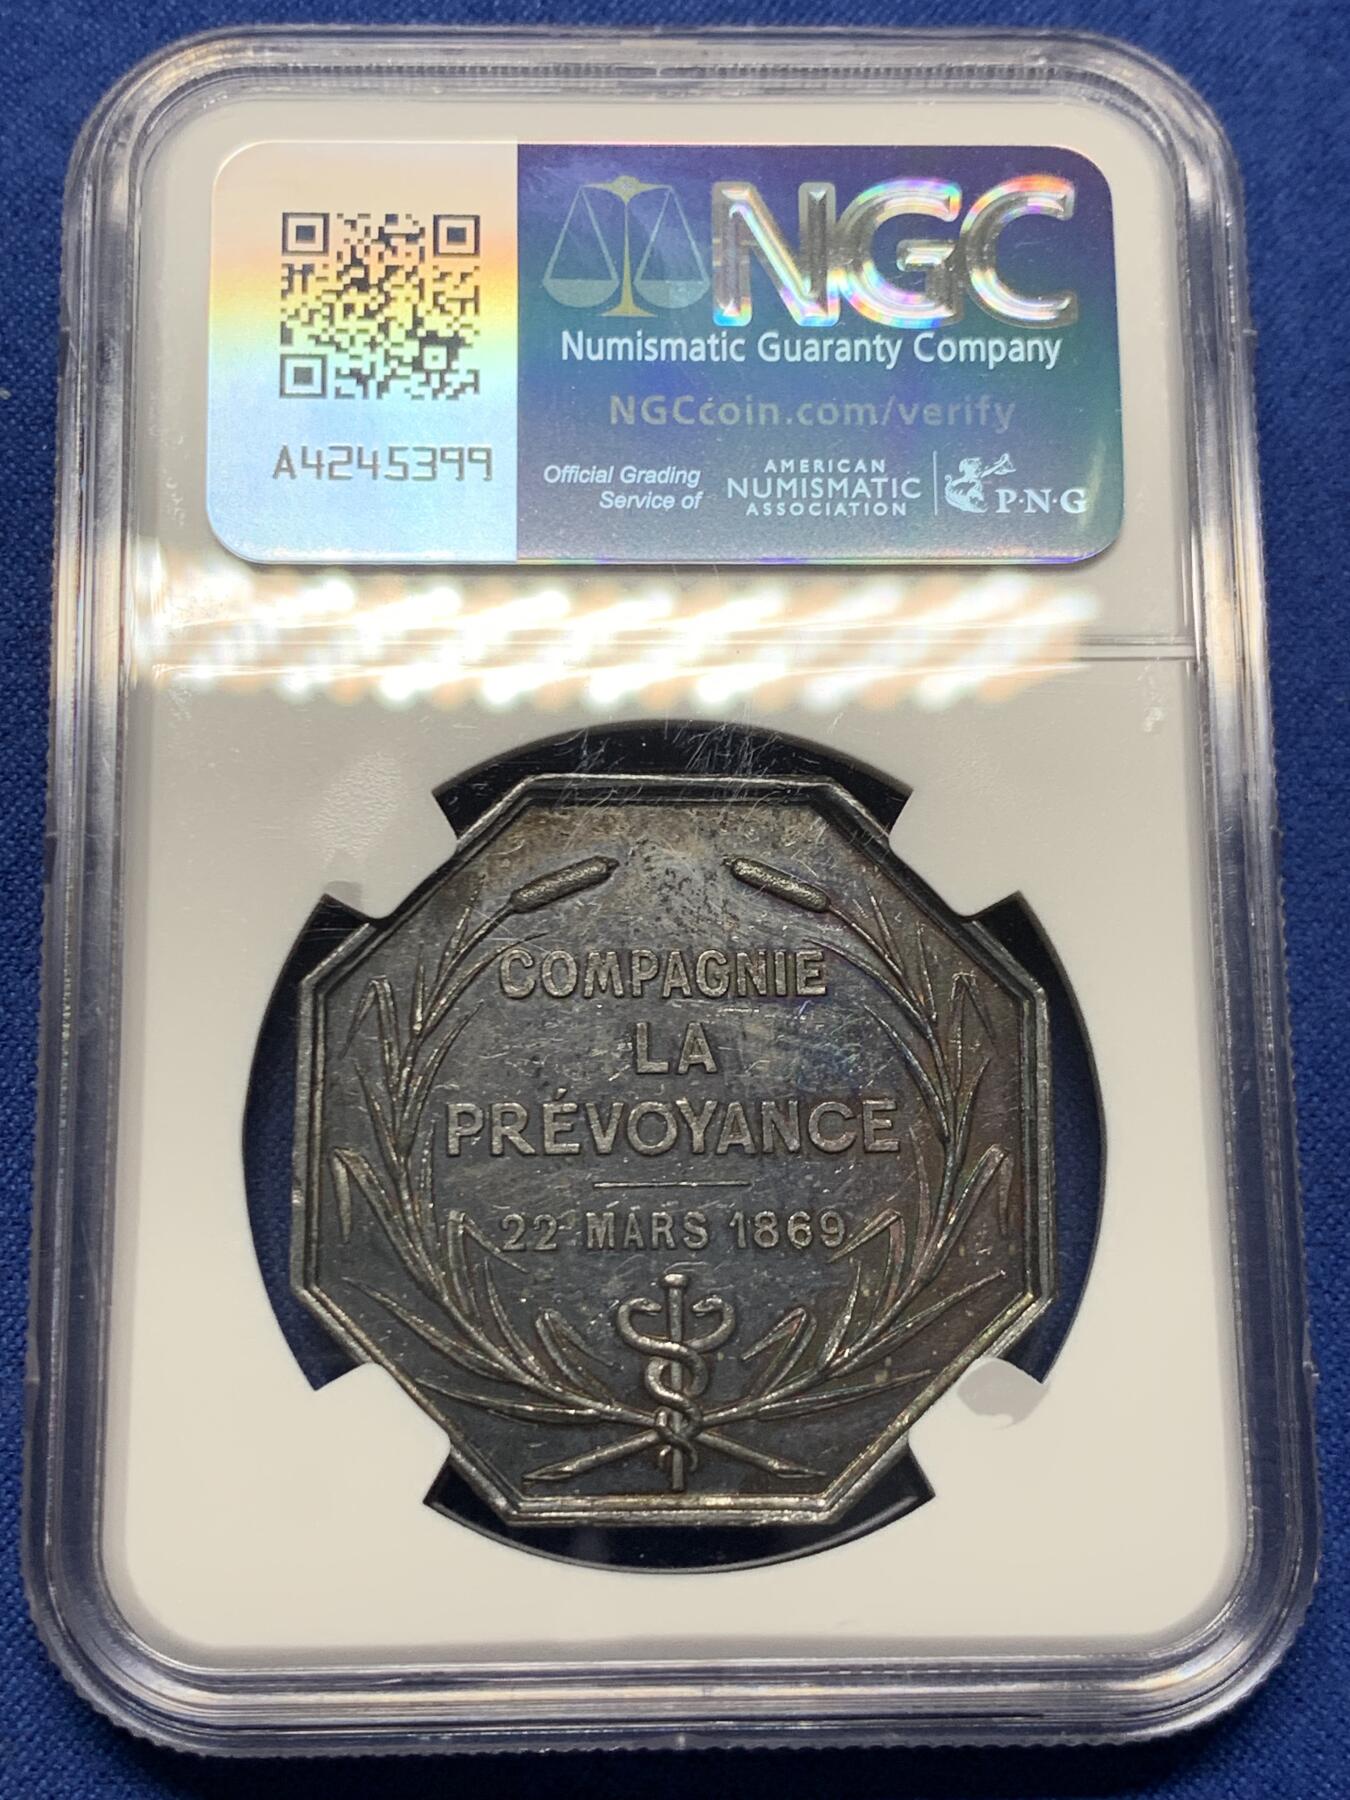 NGC
Numismatic Guaranty Company
NGCcoin.com/verify
A4245399
Official Grading
Service of
AMERICAN
NUMISMATIC
ASSOCIATION
P·N·G
COMPAGNIE
LA
PRÉVOYANCE
22 MARS 1869